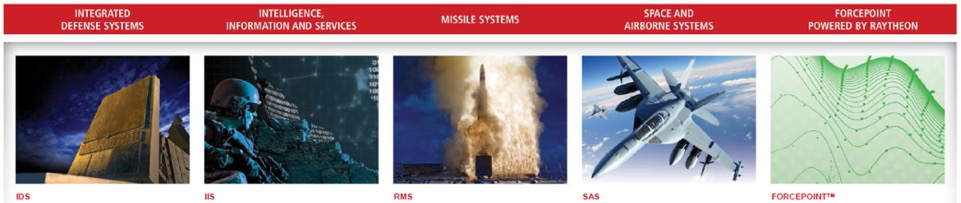 INTEGRATED
DEFENSE SYSTEMS
INTELLIGENCE,
INFORMATION AND SERVICES
MISSILE SYSTEMS
SPACE AND
AIRBORNE SYSTEMS
FORCEPOINT
POWERED BY RAYTHEON
IDS
IIS
RMS
SAS
FORCEPOINT™